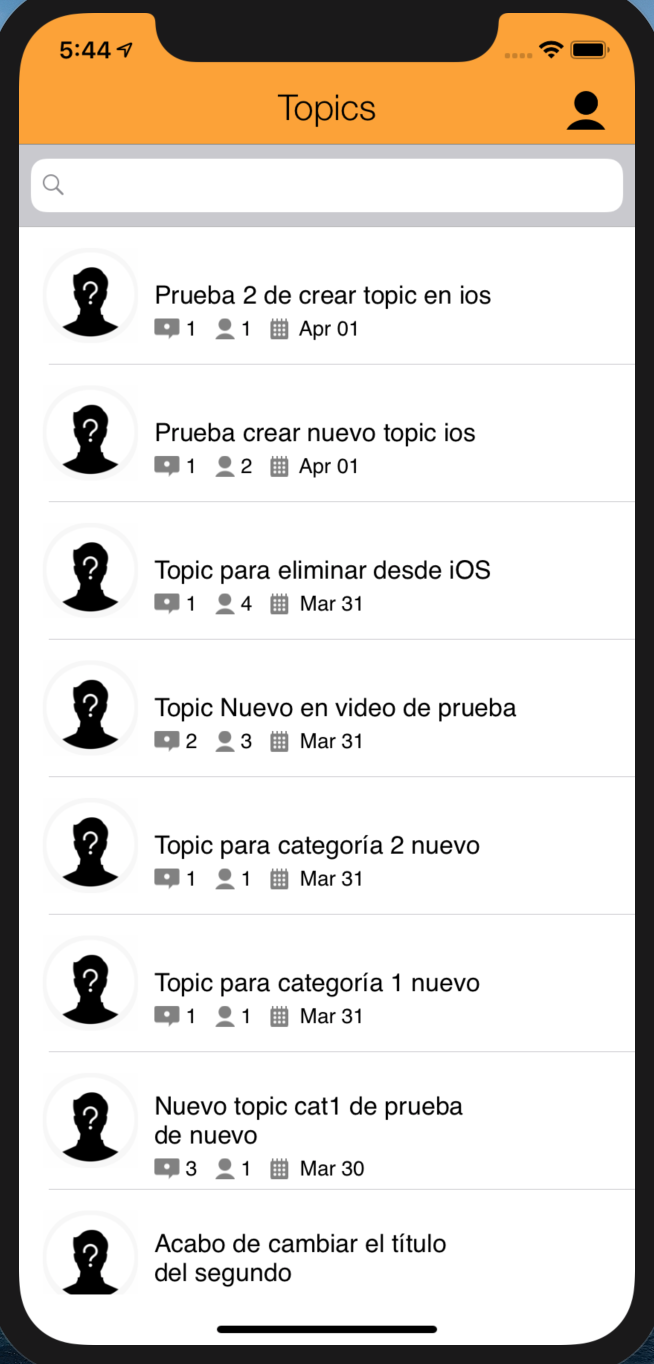 5:44
Topics
Prueba 2 de crear topic en ios
1 1 Apr 01
Prueba crear nuevo topic ios
1 2 Apr 01
Topic para eliminar desde iOS
1 4 Mar 31
Topic Nuevo en video de prueba
2 3 Mar 31
Topic para categoría 2 nuevo
1 1 Mar 31
Topic para categoría 1 nuevo
1 1 Mar 31
Nuevo topic cat1 de prueba
de nuevo
3 1 Mar 30
Acabo de cambiar el título
del segundo